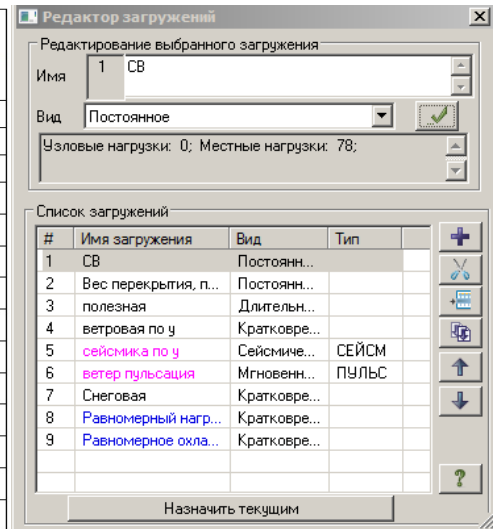 Редактор загружений
Редактирование выбранного загружения
Имя 1 СВ
Вид Постоянное
Узловые нагрузки: 0; Местные нагрузки: 78;
Список загружений
# Имя загружения Вид Тип
1 СВ Постоянн...
2 Вес перекрытия, п... Постоянн...
3 полезная Длительн...
4 ветровая по у Кратковре...
5 сейсмика по у Сейсмиче... СЕЙСМ
6 ветер пульсация Мгновенн... ПУЛЬС
7 Снеговая Кратковре...
8 Равномерный нагр... Кратковре...
9 Равномерное охла... Кратковре...
?
Назначить текущим